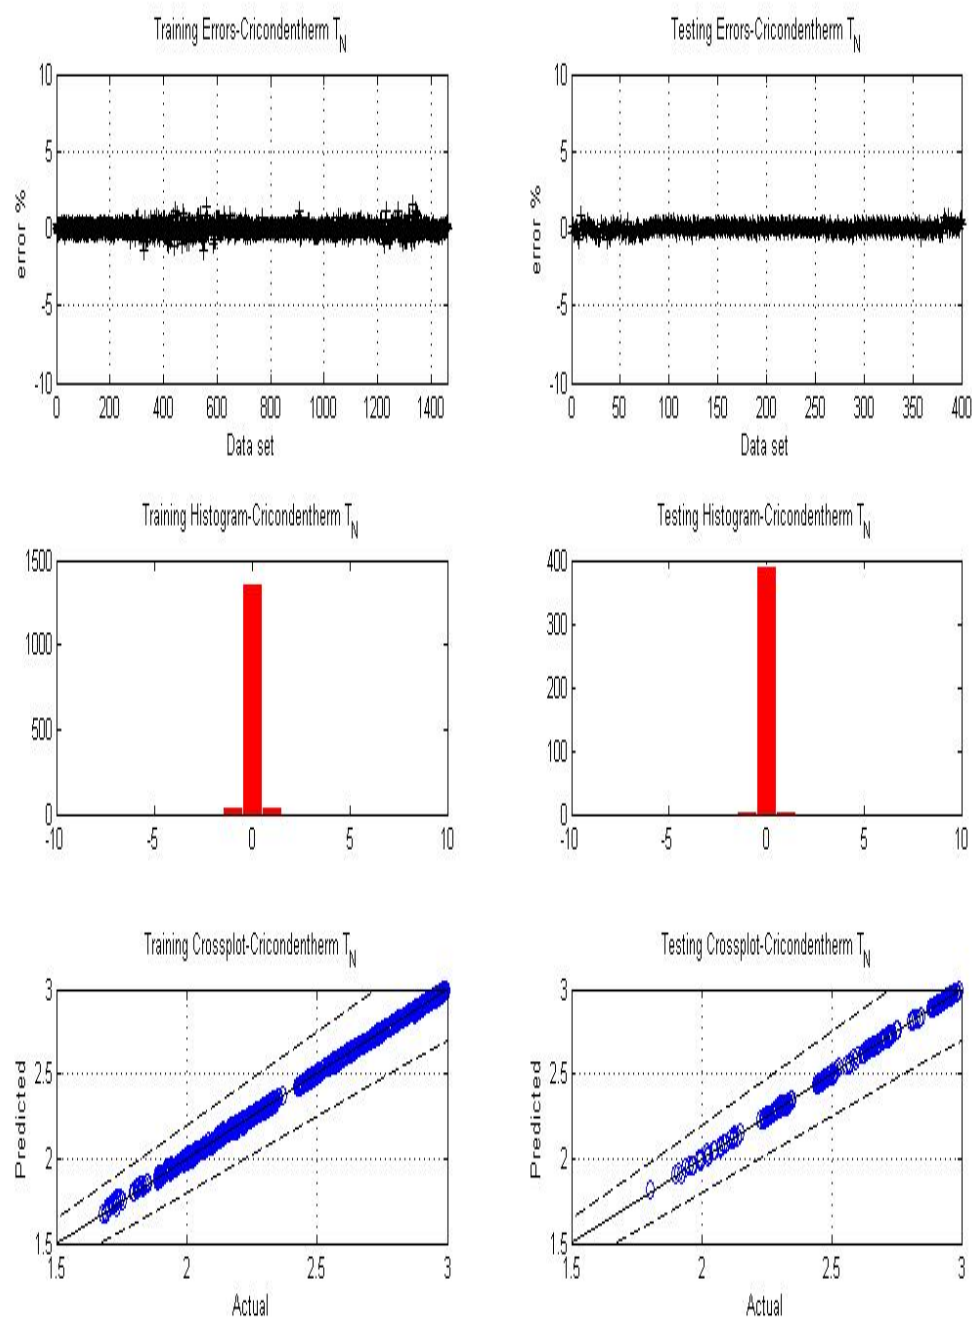 Training Errors-Cricondentherm T_N
Testing Errors-Cricondentherm T_N
10
5
0
-5
-10
error %
0 200 400 600 800 1000 1200 1400
Data set
10
5
0
-5
-10
error %
0 50 100 150 200 250 300 350 400
Data set
Training Histogram-Cricondentherm T_N
Testing Histogram-Cricondentherm T_N
1500
1000
500
0
-10 -5 0 5 10
400
300
200
100
0
-10 -5 0 5 10
Training Crossplot-Cricondentherm T_N
Testing Crossplot-Cricondentherm T_N
3
2.5
2
1.5
Predicted
1.5 2 2.5 3
Actual
3
2.5
2
1.5
Predicted
1.5 2 2.5 3
Actual